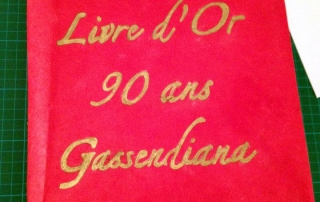 Livre d'Or
90 ans
Gassendiana